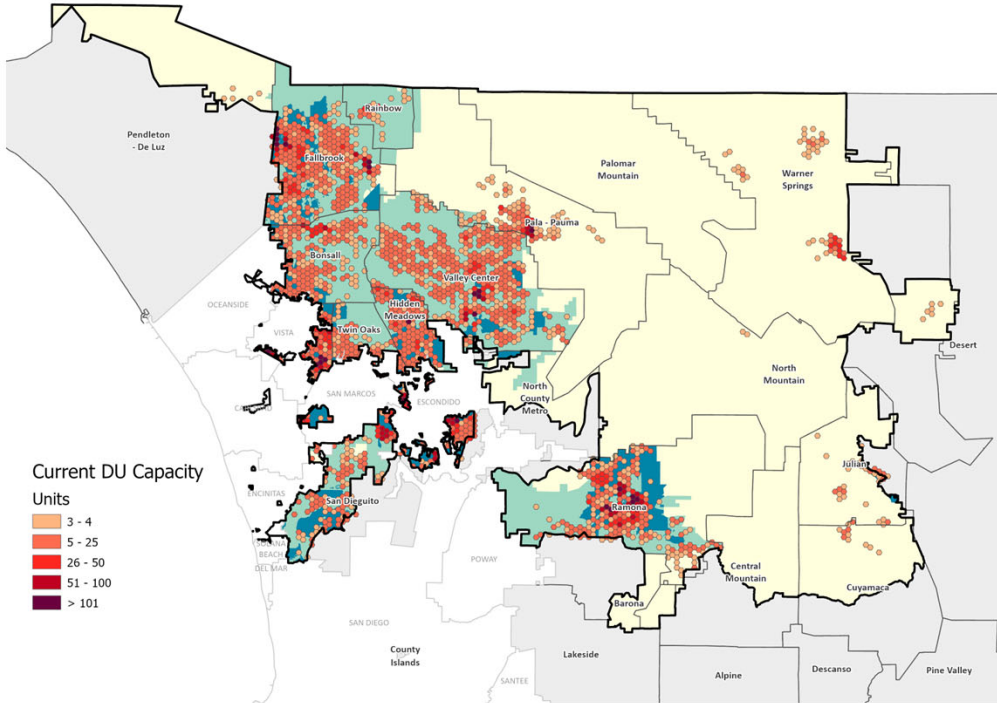 Rainbow
Pendleton
- De Luz
Fallbrook
Palomar
Mountain
Warner
Springs
Pala - Pauma
Bonsall
Valley Center
OCEANSIDE
Hidden
Meadows
VISTA
Twin Oaks
Desert
North
Mountain
SAN MARCOS
ESCONDIDO
North
County
Metro
Julian
Current DU Capacity
Units
3 - 4
5 - 25
26 - 50
51 - 100
> 101
ENCINITAS
San Dieguito
Ramona
BEACH
DEL MAR
POWAY
Central
Mountain
Cuyamaca
Barona
SAN DIEGO
County
Islands
Lakeside
Alpine
Descanso
Pine Valley
SANTEE